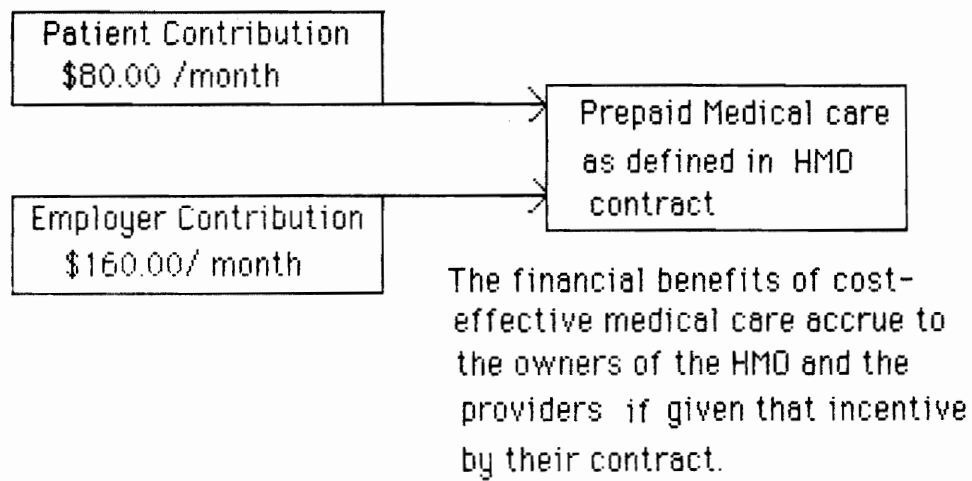 Patient Contribution
$80.00 /month
Prepaid Medical care
as defined in HMO
contract
Employer Contribution
$160.00/ month
The financial benefits of cost-
effective medical care accrue to
the owners of the HMO and the
providers if given that incentive
by their contract.